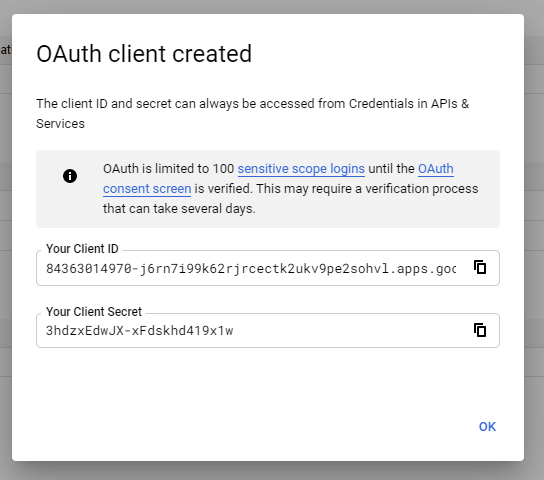 at
OAuth client created
The client ID and secret can always be accessed from Credentials in APIs &
Services
OAuth is limited to 100 sensitive scope logins until the OAuth
consent screen is verified. This may require a verification process
that can take several days.
Your Client ID
84363014970-j6rn7i99k62rjrcectk2ukv9pe2sohvl.apps.goo
Your Client Secret
3hdzxEdwJX-xFdskhd419x1w
OK